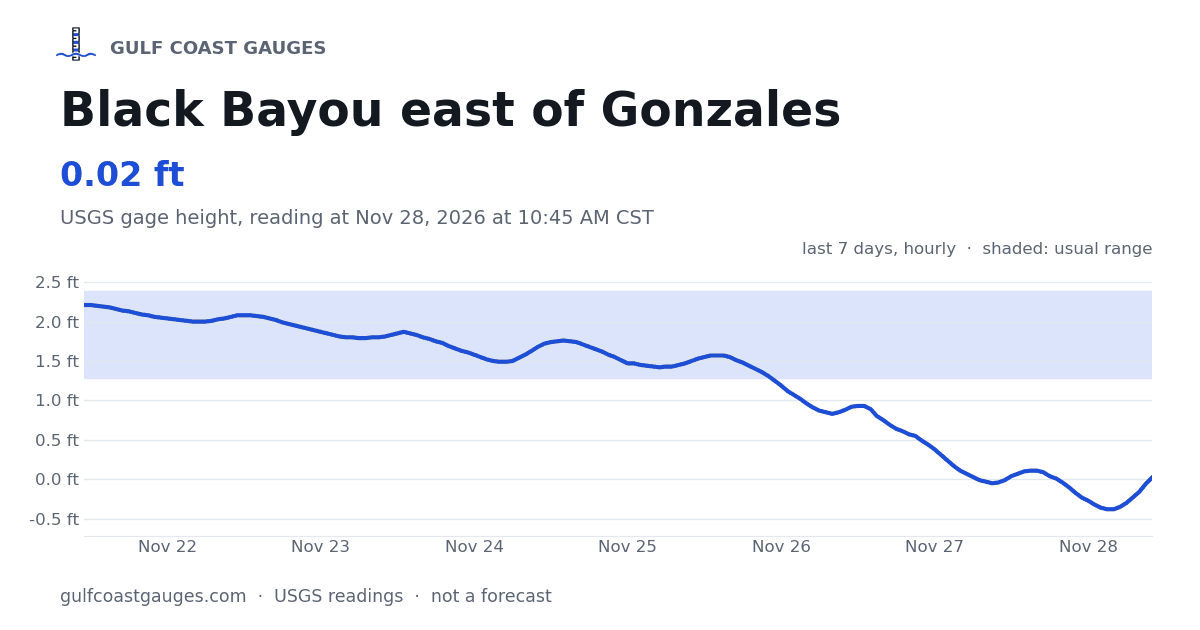 GULF COAST GAUGES
Black Bayou east of Gonzales
0.02 ft
USGS gage height, reading at Nov 28, 2026 at 10:45 AM CST
last 7 days, hourly · shaded: usual range
2.5 ft
2.0 ft
1.5 ft
1.0 ft
0.5 ft
0.0 ft
-0.5 ft
Nov 22 Nov 23 Nov 24 Nov 25 Nov 26 Nov 27 Nov 28
gulfcoastgauges.com · USGS readings · not a forecast